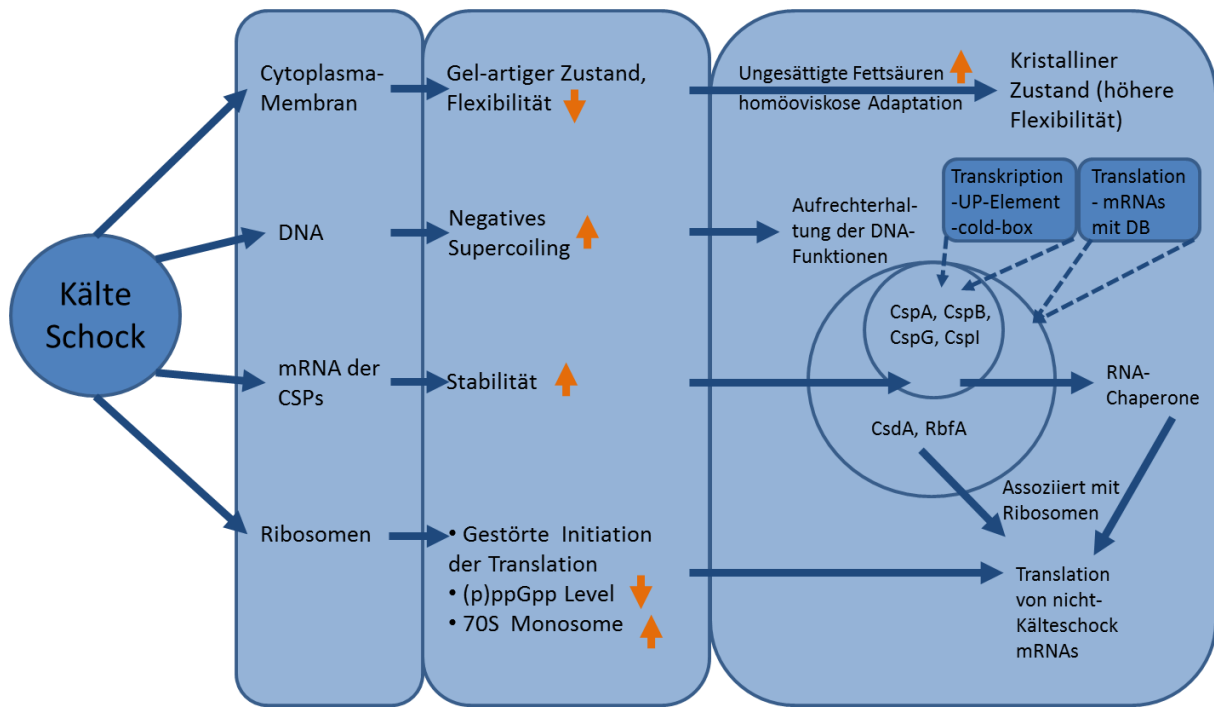 Kälte
Schock
Cytoplasma-
Membran
DNA
mRNA der
CSPs
Ribosomen
Gel-artiger Zustand,
Flexibilität
Negatives
Supercoiling
Stabilität
• Gestörte Initiation
der Translation
• (p)ppGpp Level
• 70S Monosome
Ungesättigte Fettsäuren
homöoviskose Adaptation
Kristalliner
Zustand (höhere
Flexibilität)
Aufrechterhal-
tung der DNA-
Funktionen
Transkription
-UP-Element
-cold-box
Translation
- mRNAs
mit DB
CspA, CspB,
CspG, CspI
CsdA, RbfA
RNA-
Chaperone
Assoziiert mit
Ribosomen
Translation
von nicht-
Kälteschock
mRNAs